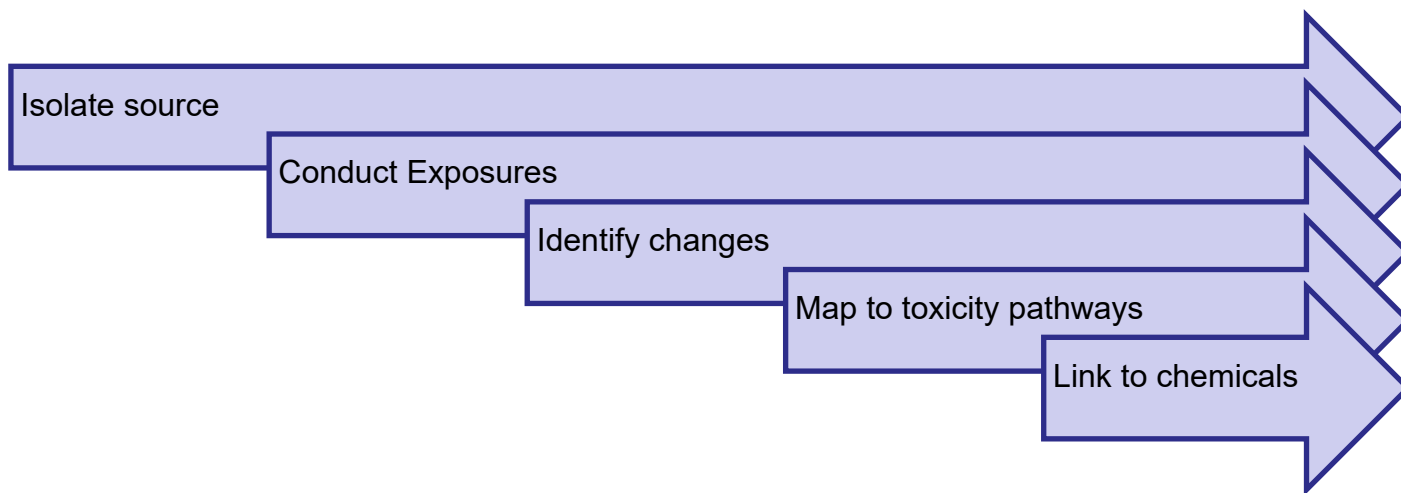 Isolate source
Conduct Exposures
Identify changes
Map to toxicity pathways
Link to chemicals